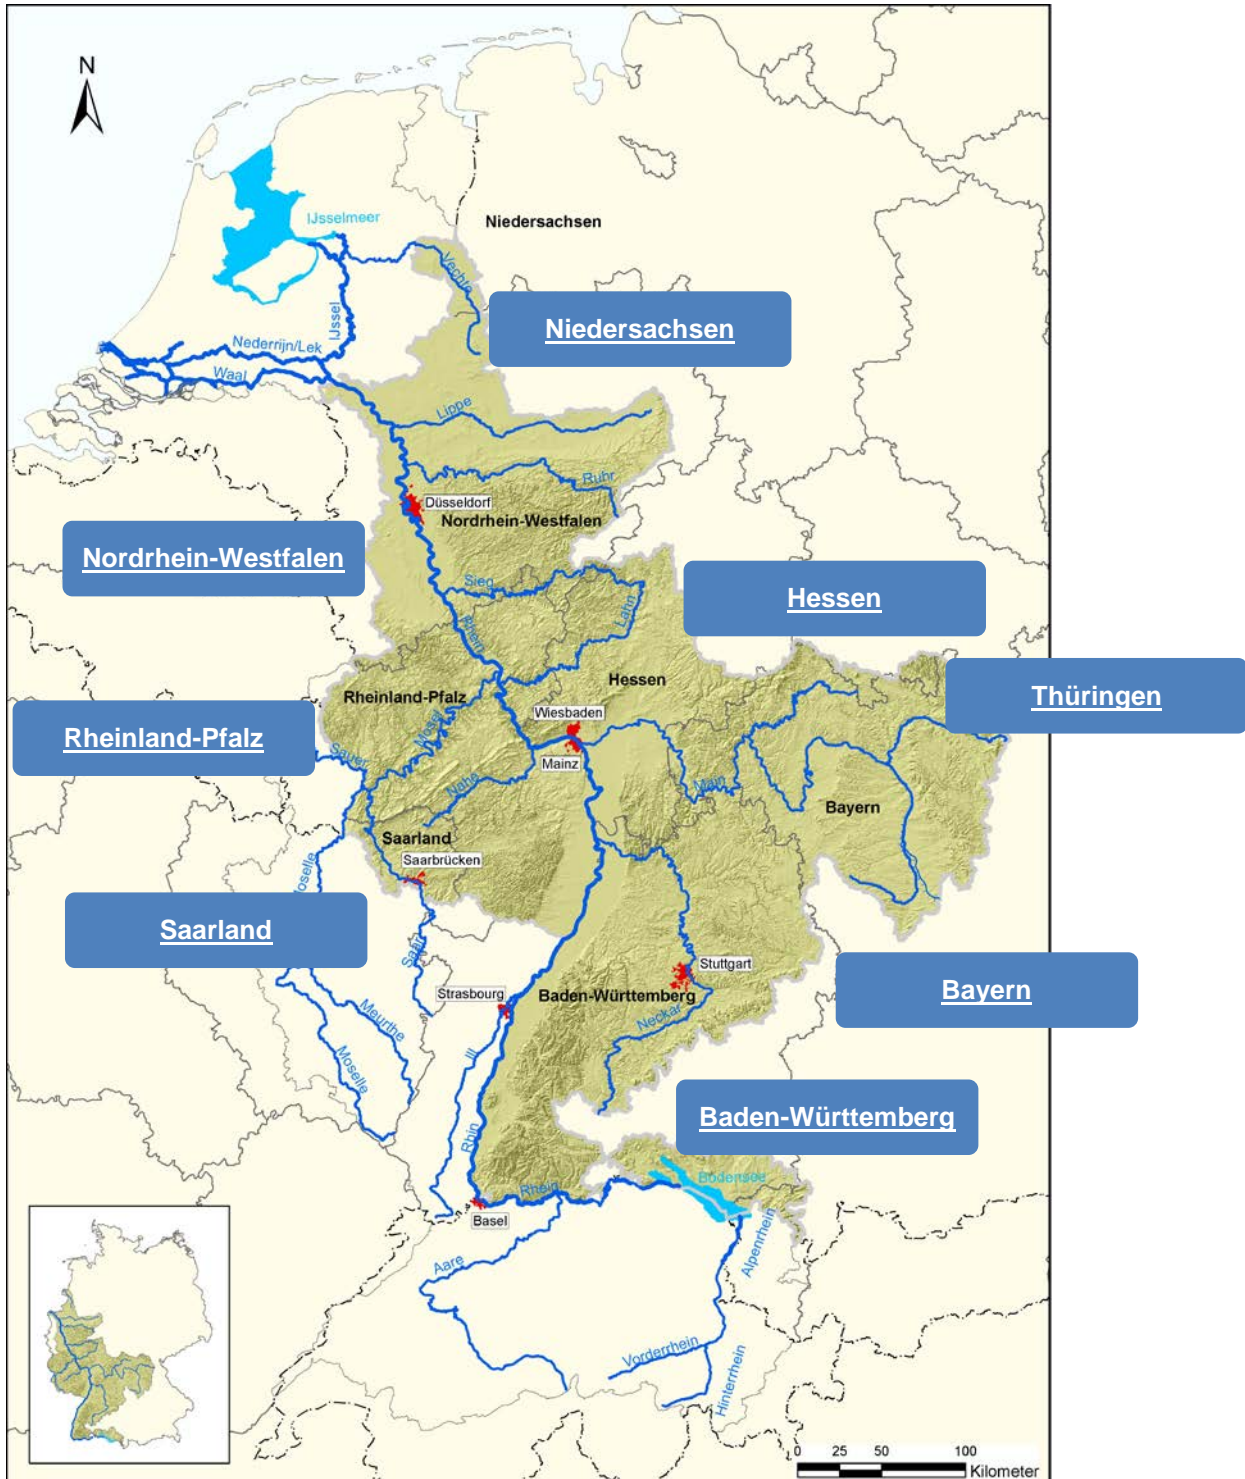 N
IJsselmeer
Niedersachsen
Vechte
Niedersachsen
IJssel
Nederrijn/Lek
Waal
Lippe
Ruhr
Düsseldorf
Nordrhein-Westfalen
Nordrhein-Westfalen
Sieg
Hessen
Lahn
Rhein
Hessen
Thüringen
Rheinland-Pfalz
Wiesbaden
Mosel
Rheinland-Pfalz
Sauer
Mainz
Nahe
Main
Bayern
Saarland
Saarbrücken
Moselle
Saarland
Saar
Stuttgart
Strasbourg
Baden-Württemberg
Bayern
Neckar
Meurthe
Moselle
Ill
Baden-Württemberg
Rhin
Bodensee
Rhein
Basel
Alpenrhein
Aare
Vorderrhein
Hinterrhein
0 25 50 100
Kilometer